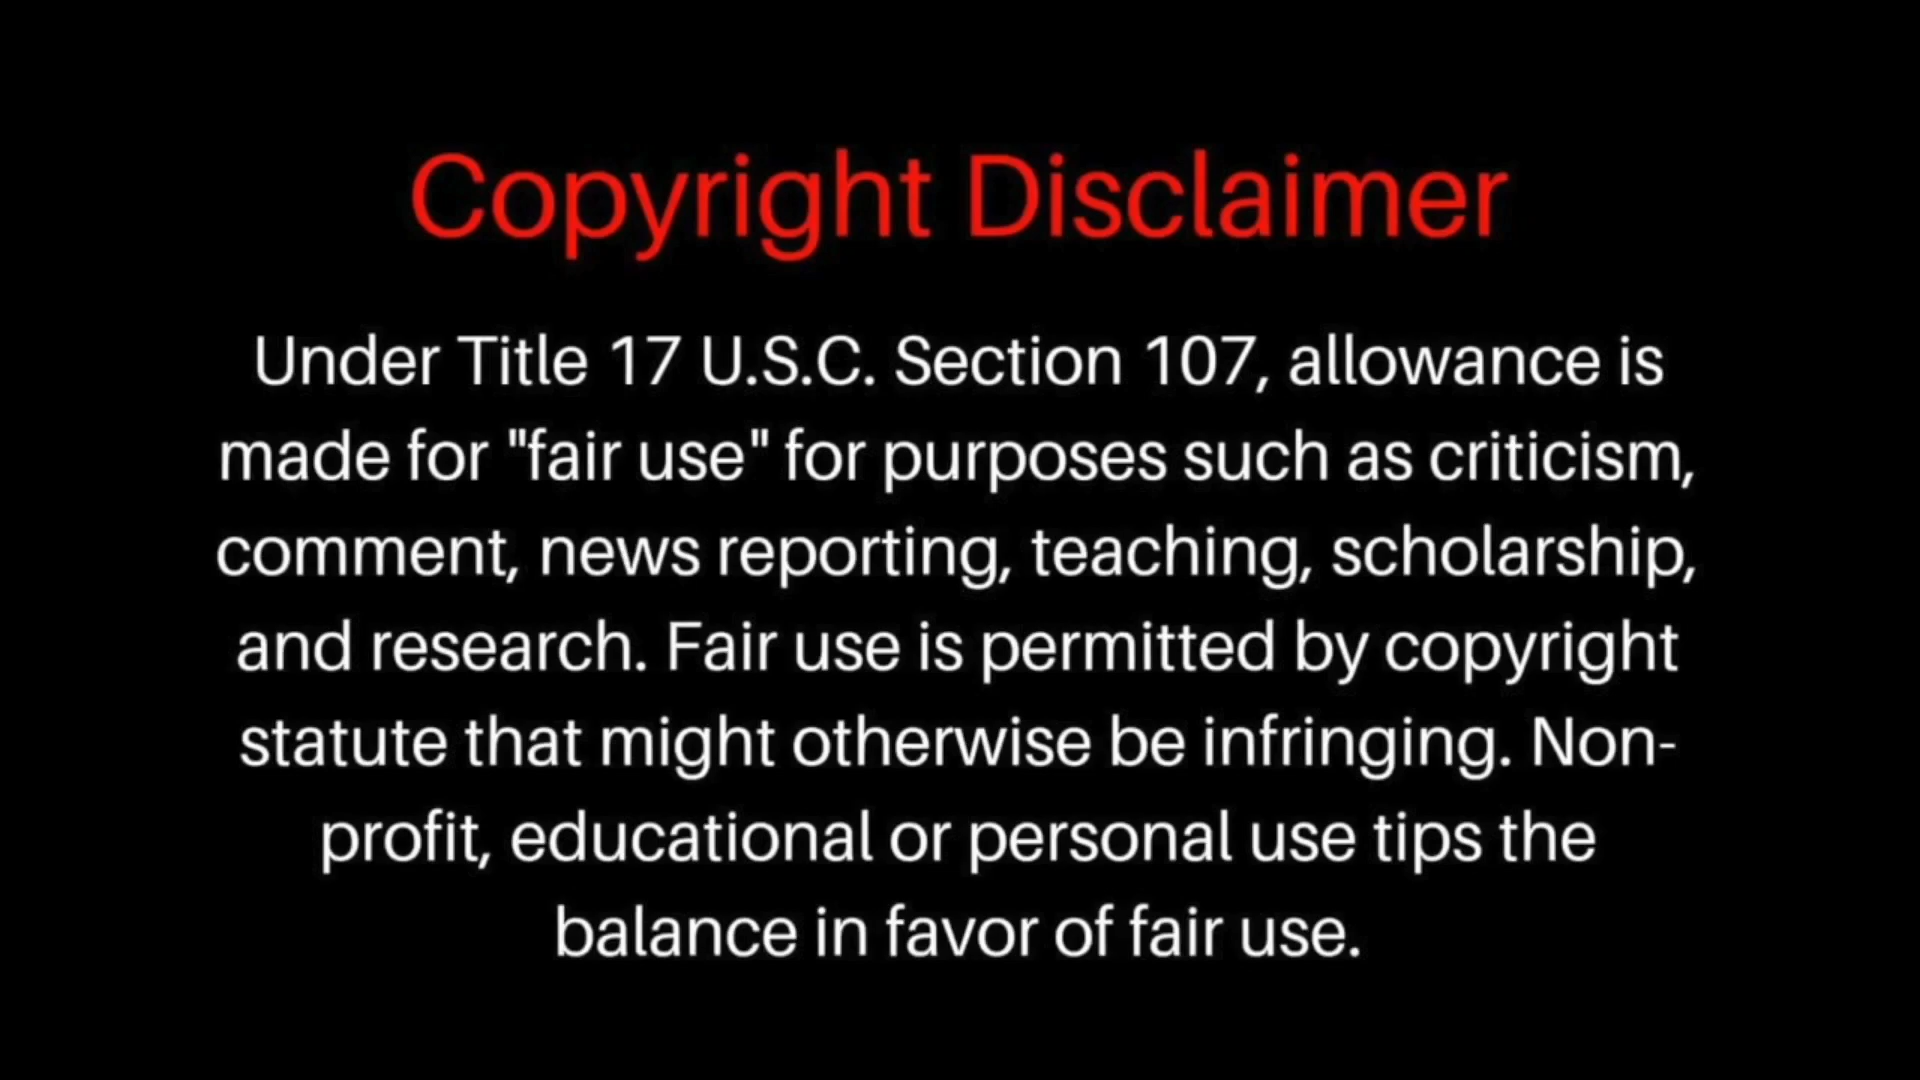 Copyright Disclaimer
Under Title 17 U.S.C. Section 107, allowance is
made for "fair use" for purposes such as criticism,
comment, news reporting, teaching, scholarship,
and research. Fair use is permitted by copyright
statute that might otherwise be infringing. Non-
profit, educational or personal use tips the
balance in favor of fair use.